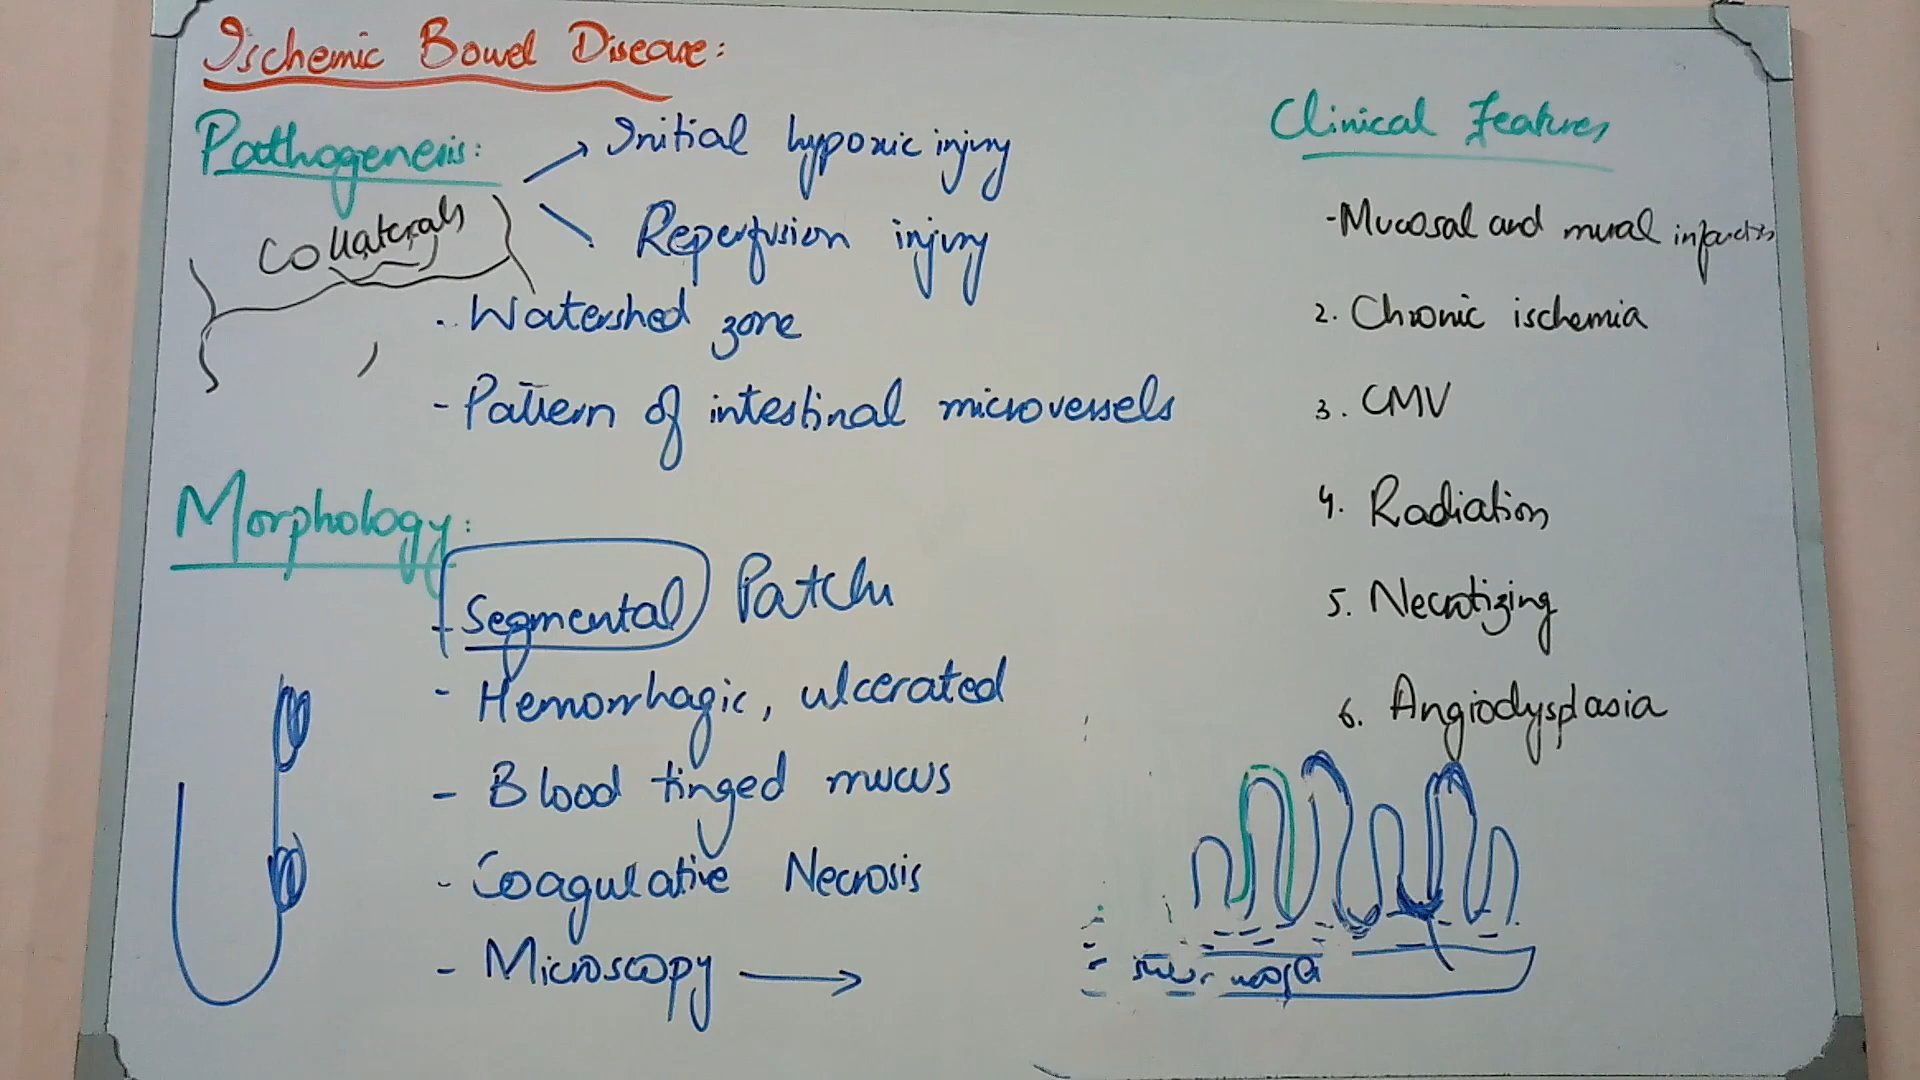 Ischemic Bowel Disease:
Pathogenesis:
Initial hypoxic injury
Reperfusion injury
Collaterals
- Watershed zone
- Pattern of intestinal microvessels
Morphology:
- Segmental Patchy
- Hemorrhagic, ulcerated
- Blood tinged mucus
- Coagulative Necrosis
- Microscopy →
Clinical Features
- Mucosal and mural infarctions
2. Chronic ischemia
3. CMV
4. Radiation
5. Necrotizing
6. Angiodysplasia